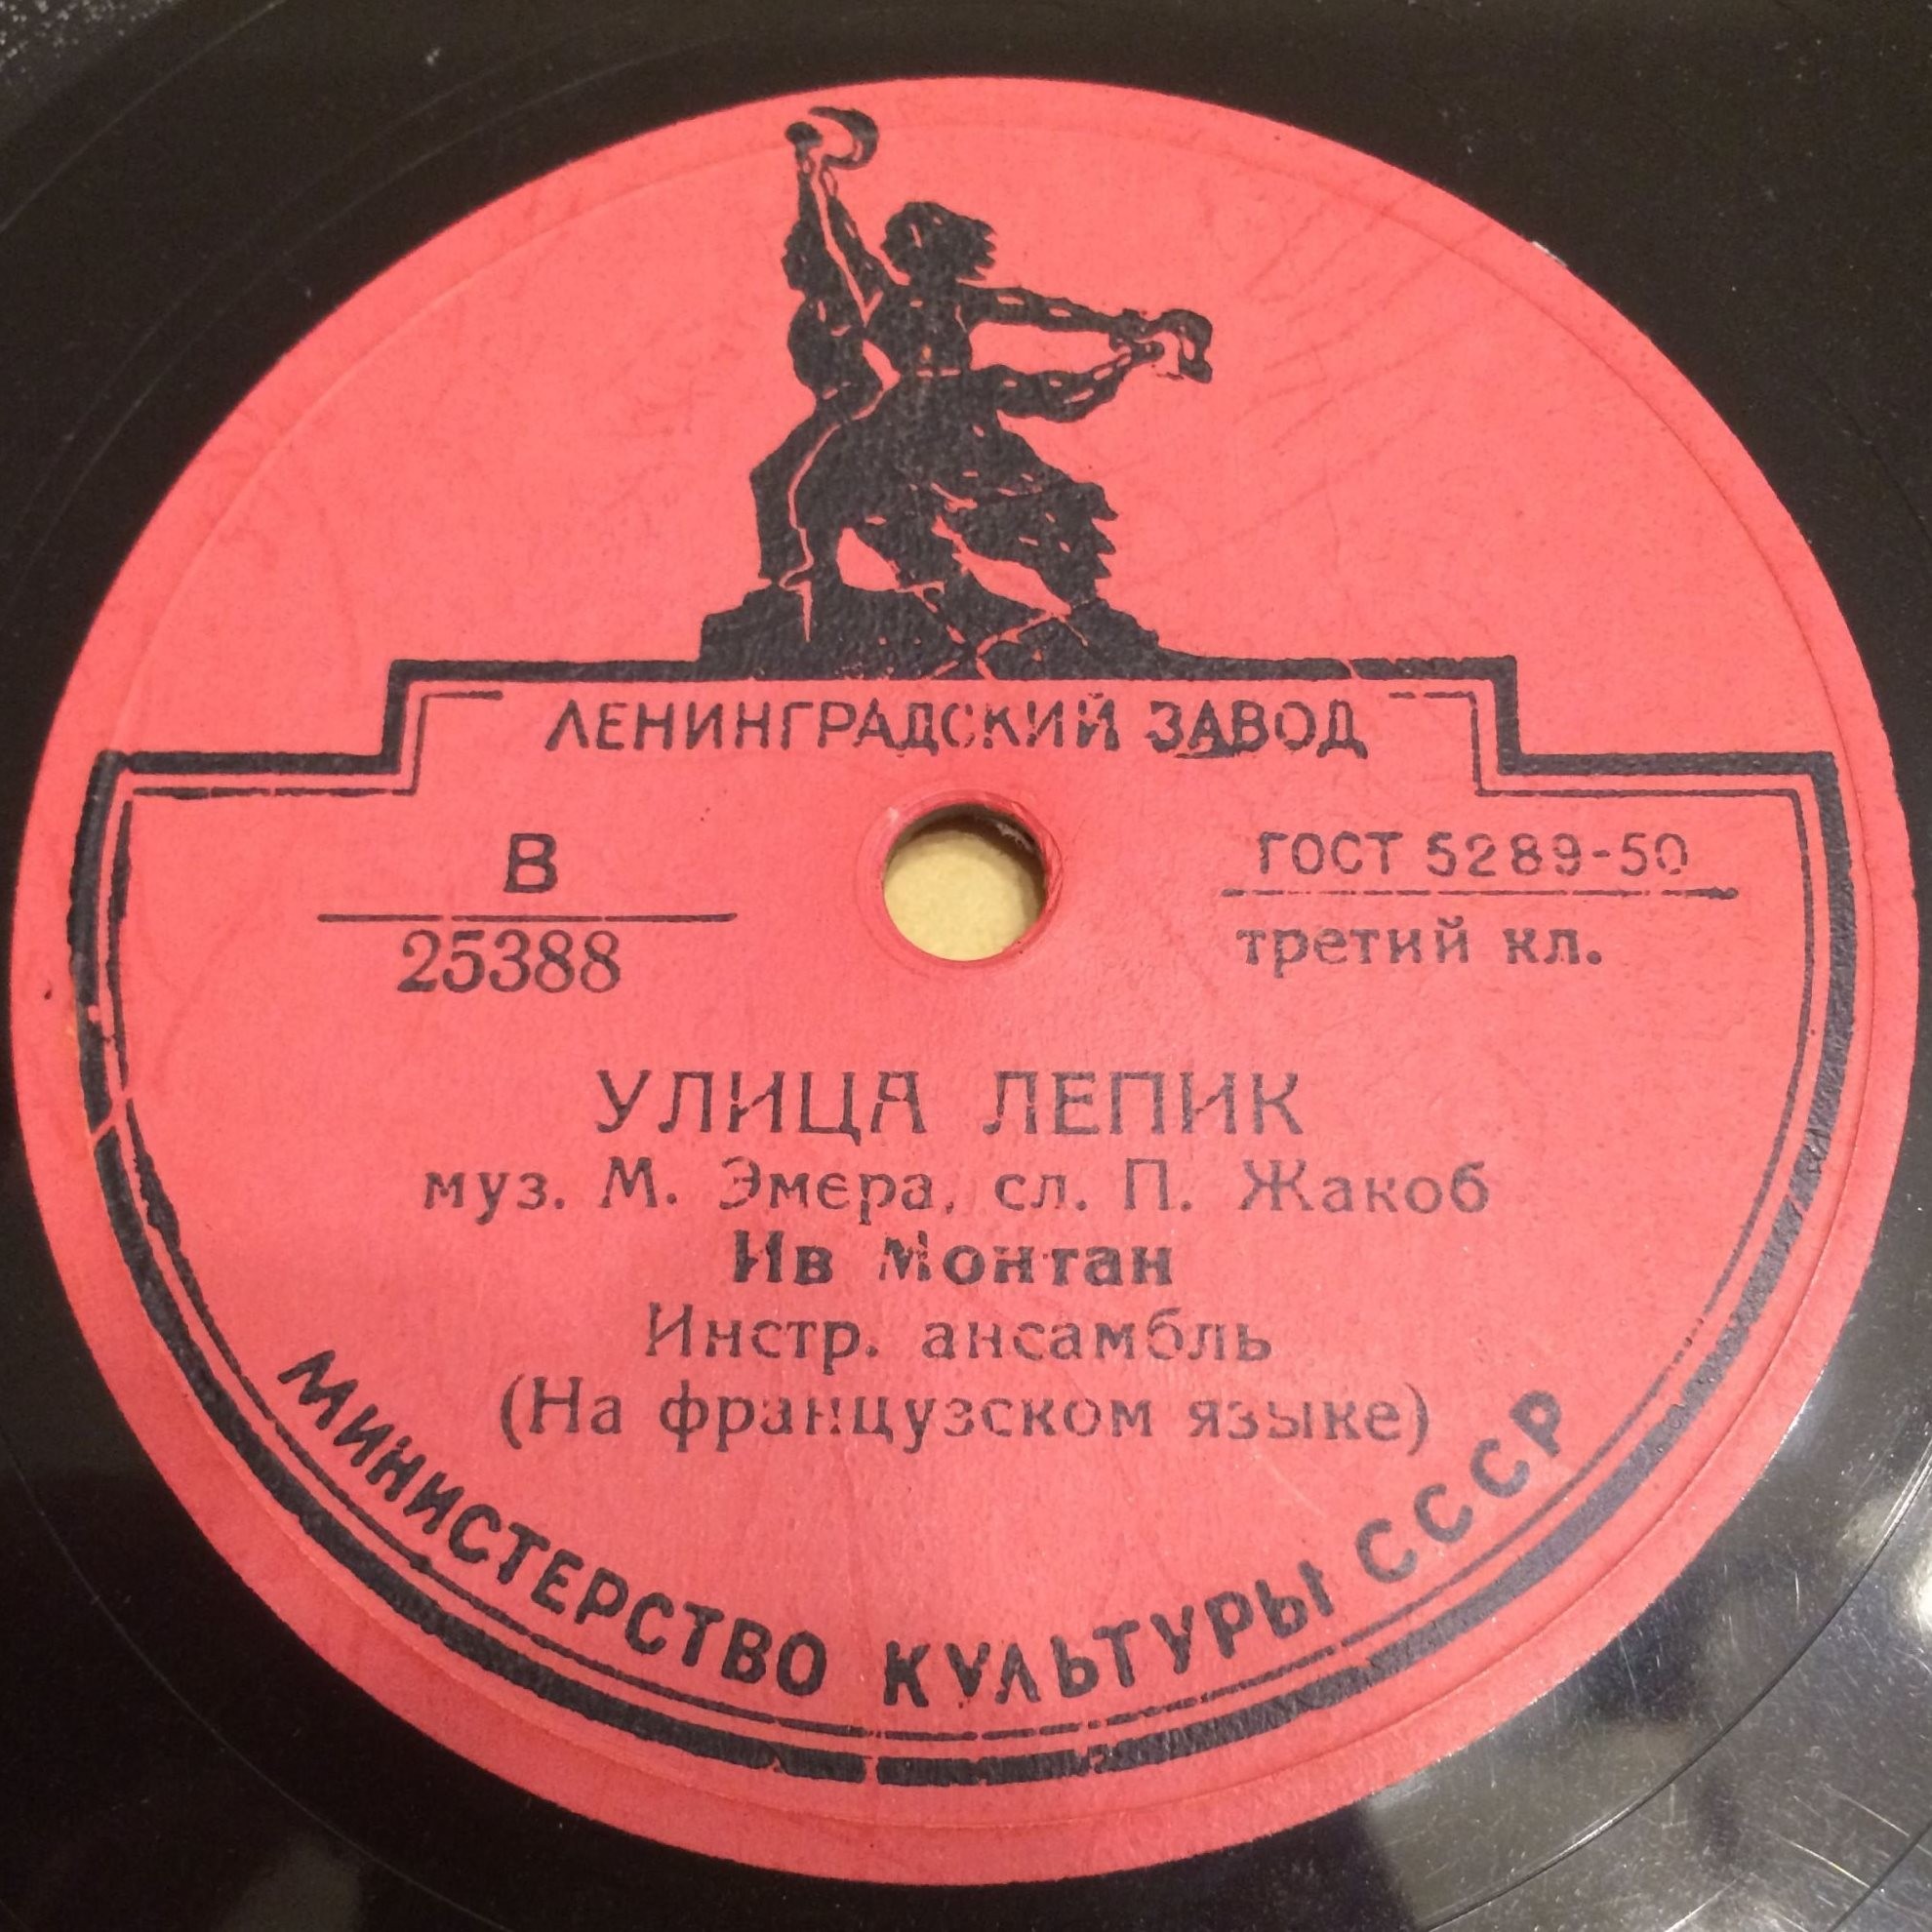 ЛЕНИНГРАДСКИЙ ЗАВОД
В
25388
ГОСТ 5289-50
третий кл.
УЛИЦА ЛЕПИК
муз. М. Эмера, сл. П. Жакоб
Ив Монтан
Инстр. ансамбль
(На французском языке)
МИНИСТЕРСТВО КУЛЬТУРЫ СССР